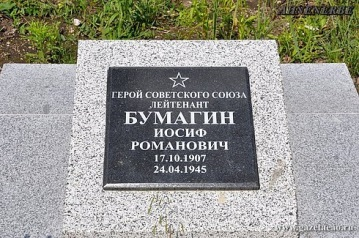 ГЕРОЙ СОВЕТСКОГО СОЮЗА
ЛЕЙТЕНАНТ
БУМАГИН
ИОСИФ
РОМАНОВИЧ
17.10.1907
24.04.1945